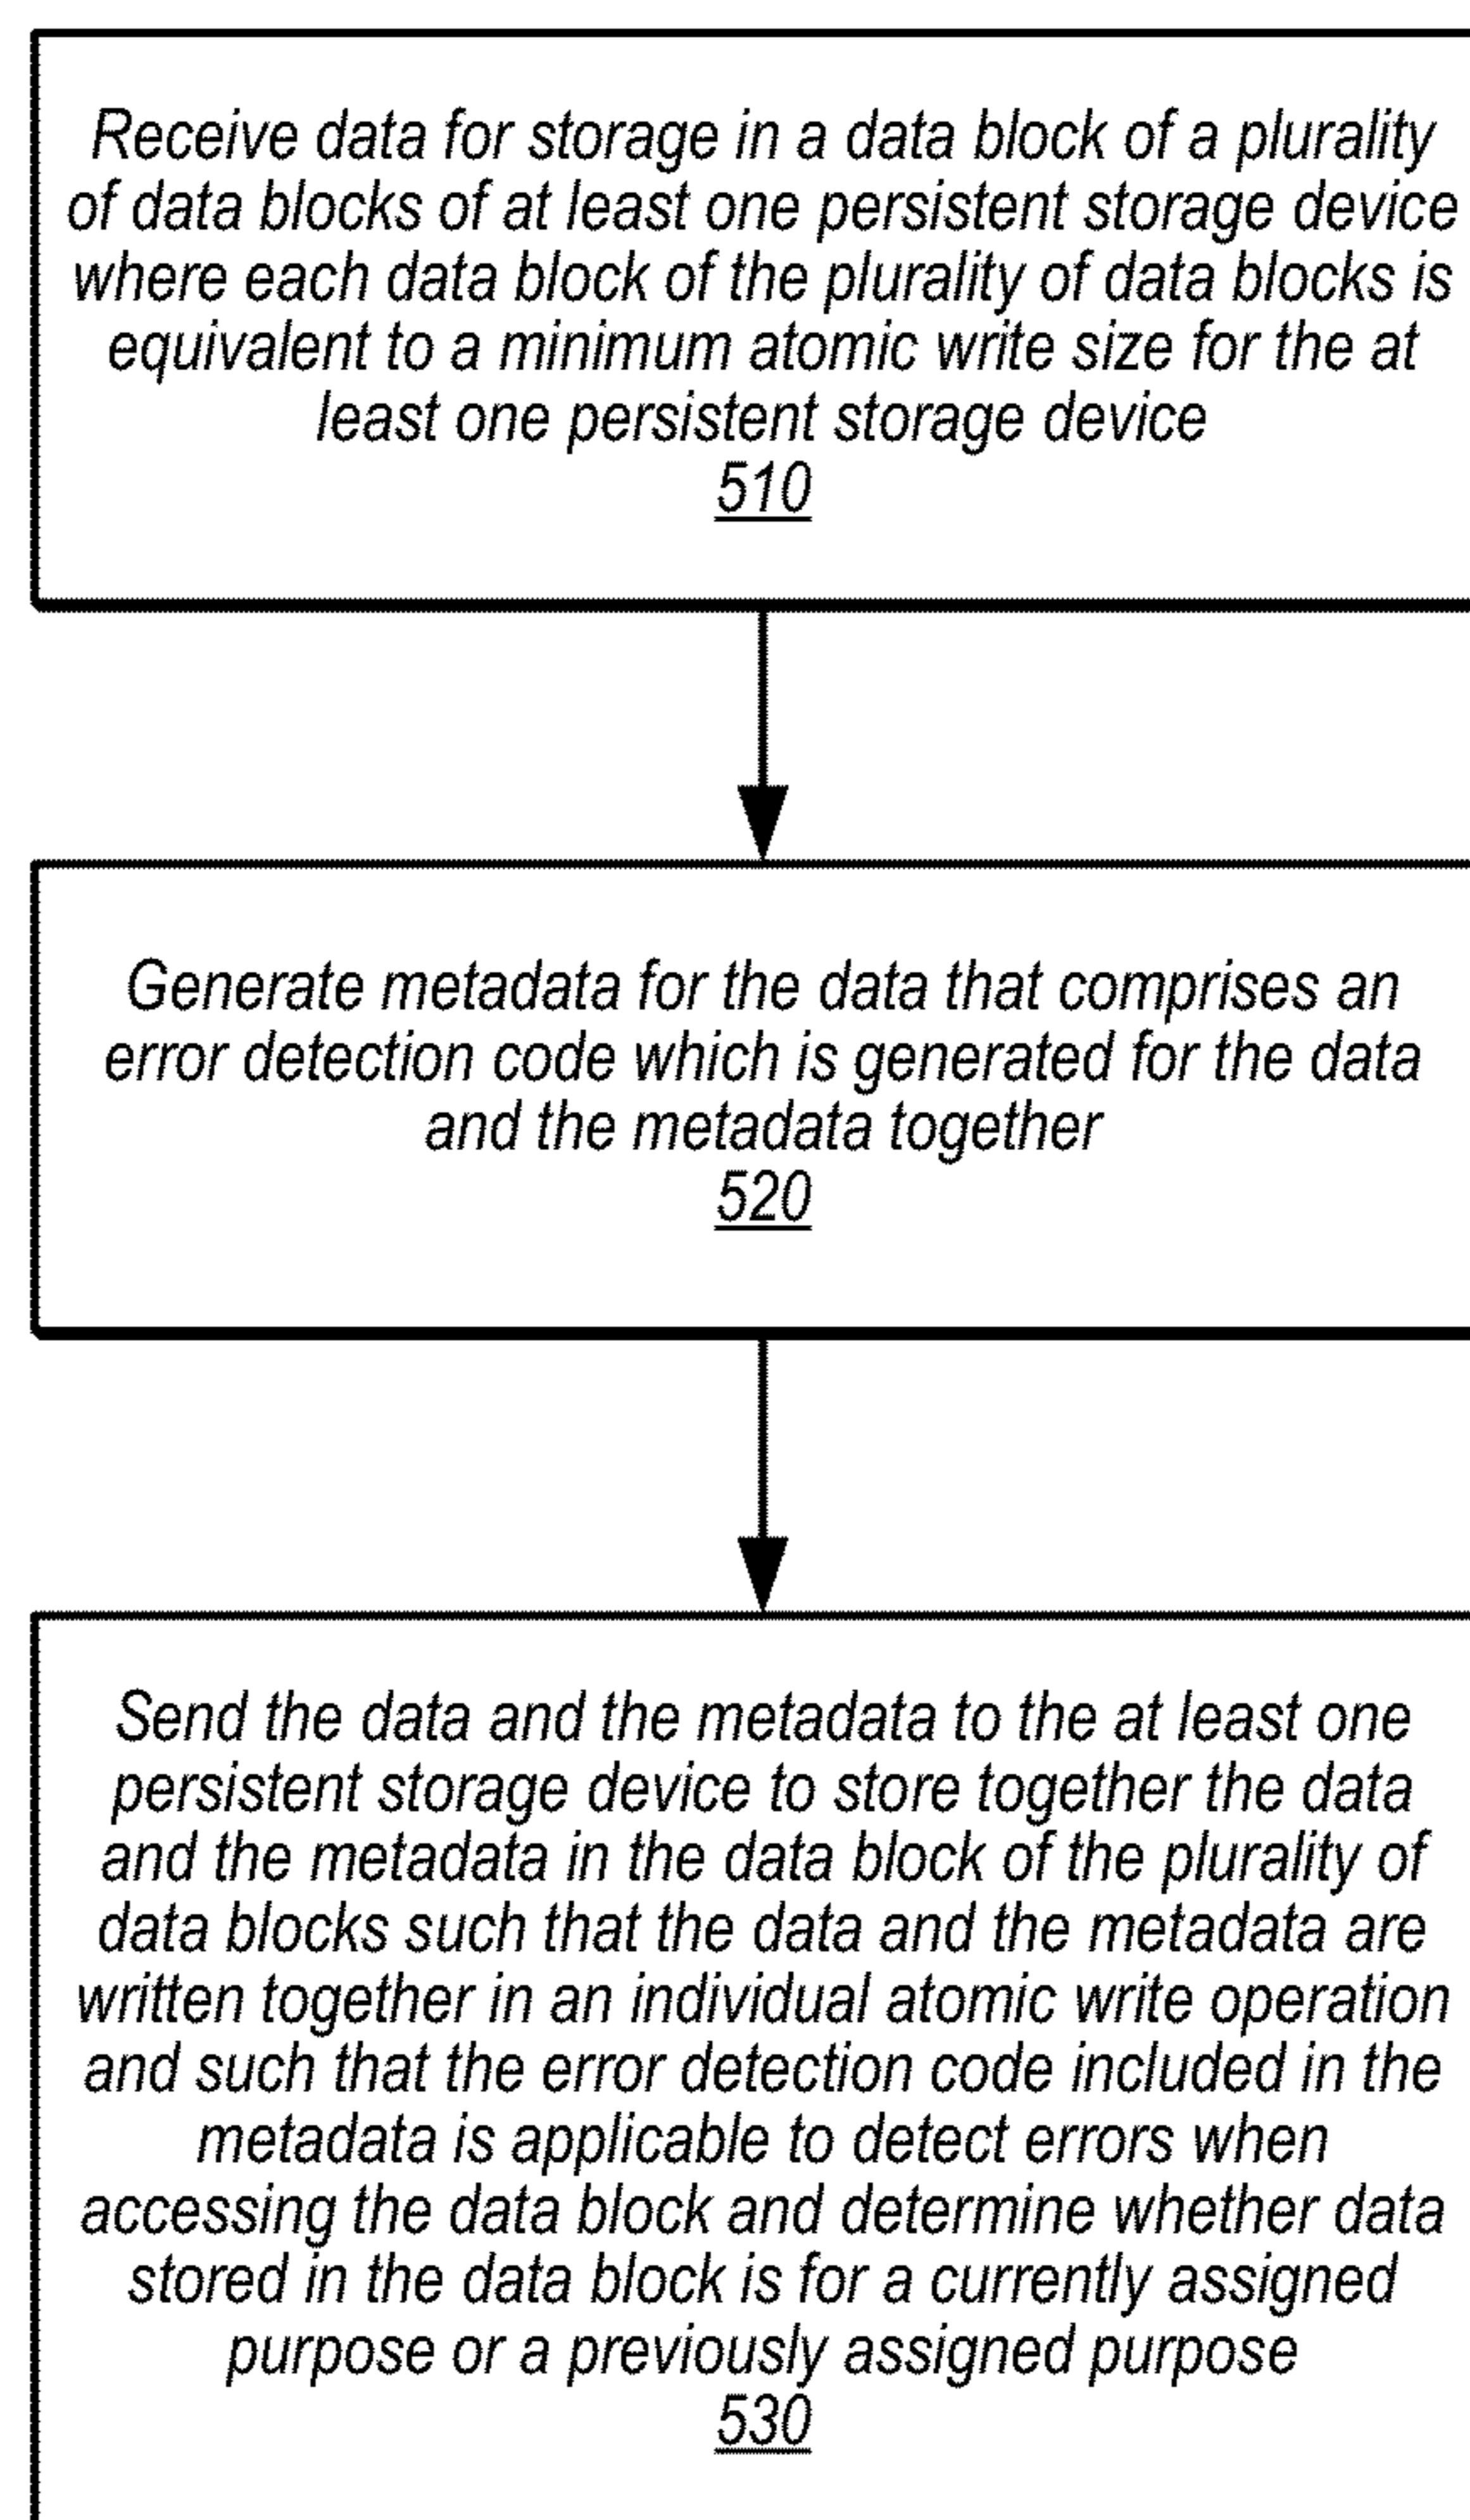 Receive data for storage in a data block of a plurality
of data blocks of at least one persistent storage device
where each data block of the plurality of data blocks is
equivalent to a minimum atomic write size for the at
least one persistent storage device
510
Generate metadata for the data that comprises an
error detection code which is generated for the data
and the metadata together
520
Send the data and the metadata to the at least one
persistent storage device to store together the data
and the metadata in the data block of the plurality of
data blocks such that the data and the metadata are
written together in an individual atomic write operation
and such that the error detection code included in the
metadata is applicable to detect errors when
accessing the data block and determine whether data
stored in the data block is for a currently assigned
purpose or a previously assigned purpose
530